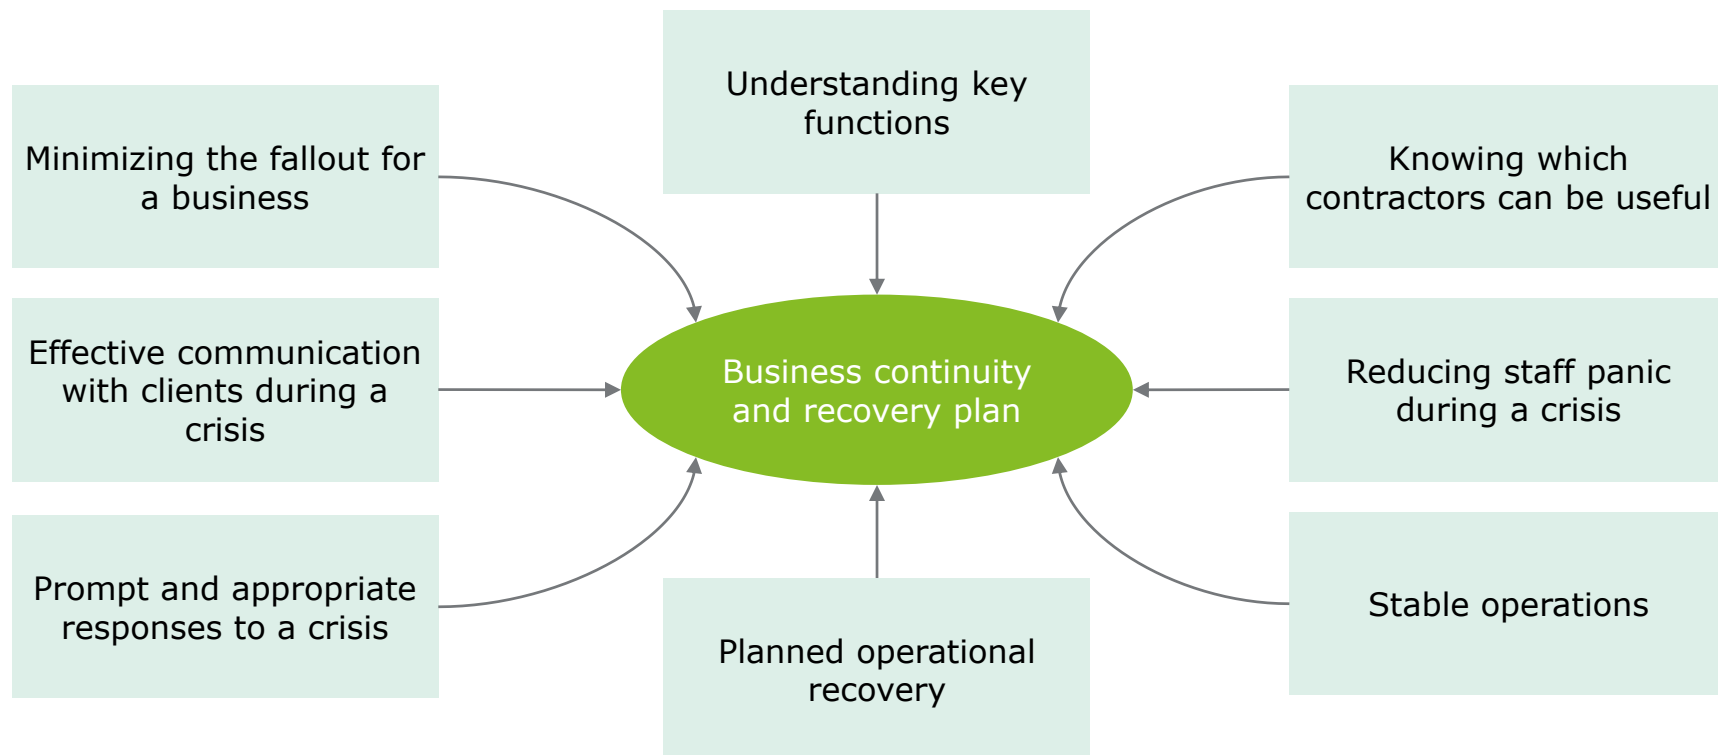 Understanding key
functions
Minimizing the fallout for
a business
Knowing which
contractors can be useful
Effective communication
with clients during a
crisis
Business continuity
and recovery plan
Reducing staff panic
during a crisis
Prompt and appropriate
responses to a crisis
Planned operational
recovery
Stable operations